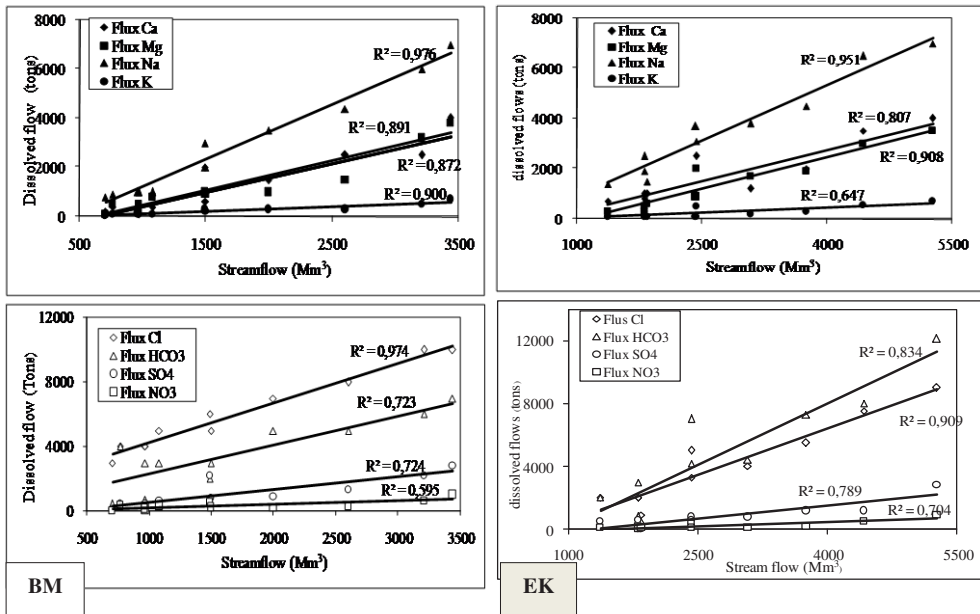 8000
6000
4000
2000
0
Dissolved flow (tons)
Flux Ca
Flux Mg
Flux Na
Flux K
R² = 0,976
R² = 0,891
R² = 0,872
R² = 0,900
500
1500
2500
3500
Streamflow (Mm³)
8000
6000
4000
2000
0
dissolved flows (tons)
Flux Ca
Flux Mg
Flux Na
Flux K
R² = 0,951
R² = 0,807
R² = 0,908
R² = 0,647
1000
2500
4000
5500
Streamflow (Mm³)
12000
8000
4000
0
Dissolved flow (Tons)
Flux Cl
Flux HCO3
Flux SO4
Flux NO3
R² = 0,974
R² = 0,723
R² = 0,724
R² = 0,595
500
1000
1500
2000
2500
3000
3500
Streamflow (Mm³)
BM
12000
8000
4000
0
dissolved flows (tons)
Flus Cl
Flux HCO3
Flux SO4
Flux NO3
R² = 0,834
R² = 0,909
R² = 0,789
R² = 0,704
1000
2500
4000
5500
Stream flow (Mm³)
EK